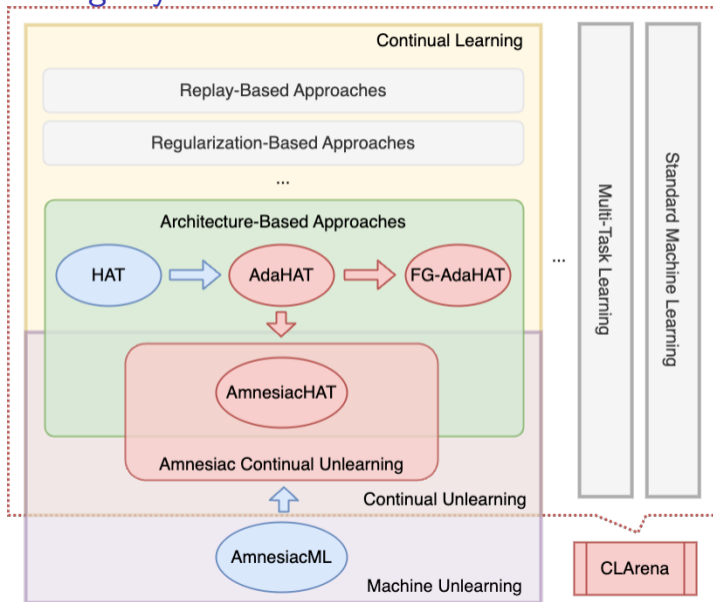 Continual Learning
Replay-Based Approaches
Regularization-Based Approaches
...
Architecture-Based Approaches
HAT
AdaHAT
FG-AdaHAT
AmnesiacHAT
Amnesiac Continual Unlearning
Continual Unlearning
AmnesiacML
Machine Unlearning
...
Multi-Task Learning
Standard Machine Learning
CLArena